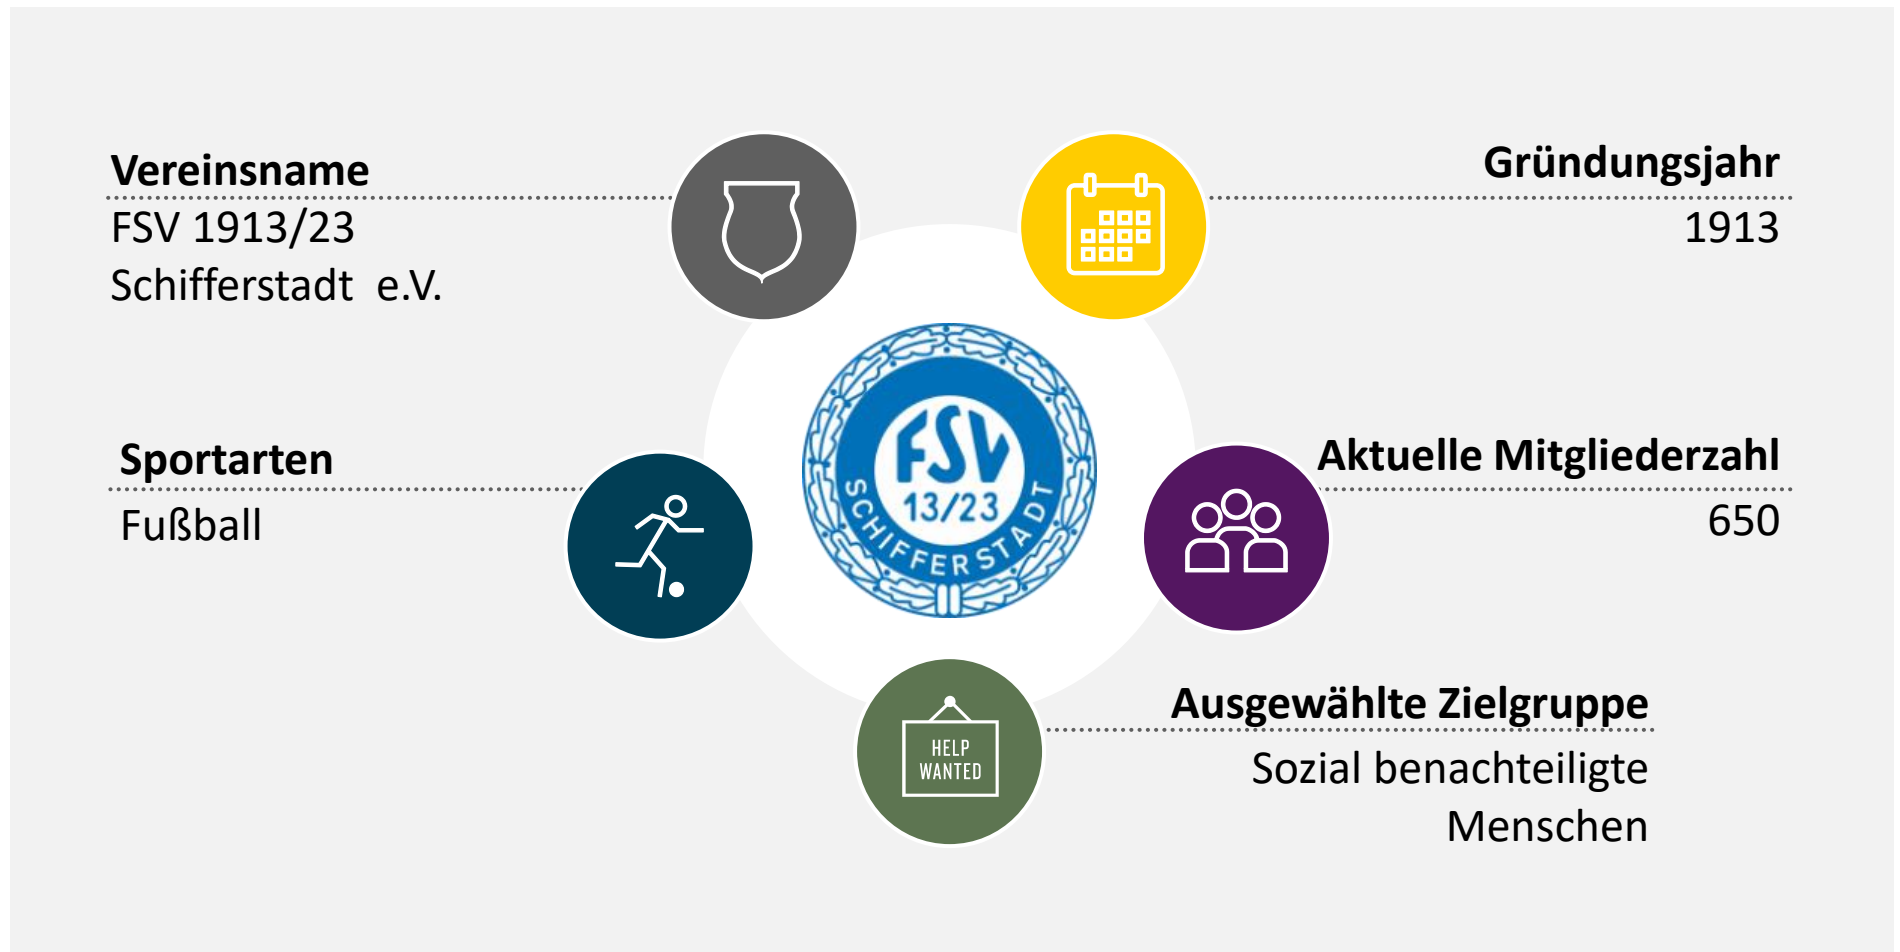 Vereinsname
FSV 1913/23
Schifferstadt  e.V.
Gründungsjahr
1913
FSV
13/23
SCHIFFERSTADT
Sportarten
Fußball
Aktuelle Mitgliederzahl
650
HELP
WANTED
Ausgewählte Zielgruppe
Sozial benachteiligte
Menschen